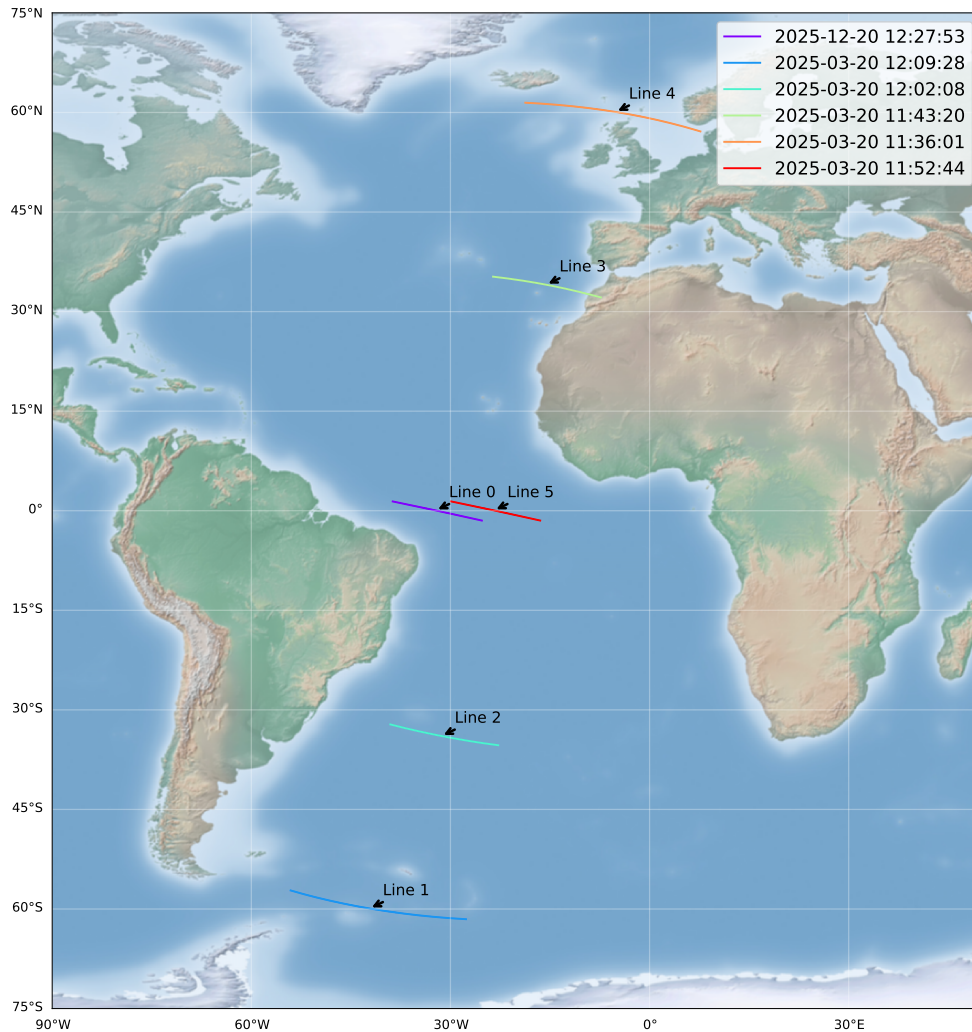 75°N
60°N
45°N
30°N
15°N
0°
15°S
30°S
45°S
60°S
75°S
2025-12-20 12:27:53
2025-03-20 12:09:28
2025-03-20 12:02:08
2025-03-20 11:43:20
2025-03-20 11:36:01
2025-03-20 11:52:44
Line 4
Line 3
Line 0
Line 5
Line 2
Line 1
90°W
60°W
30°W
0°
30°E